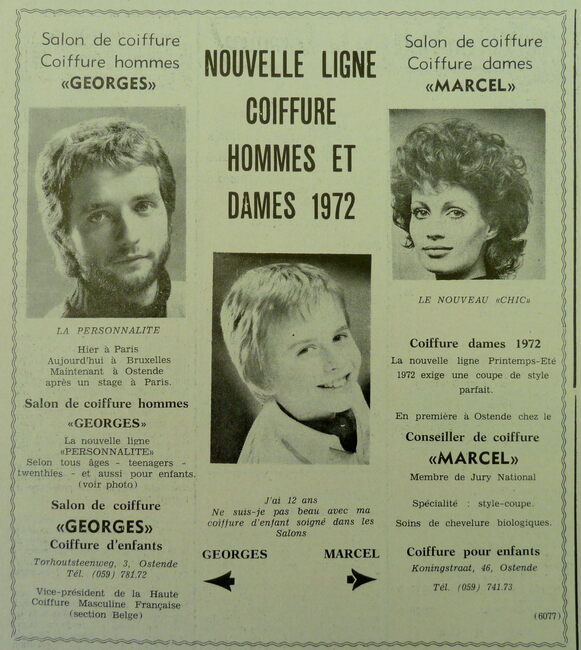 Salon de coiffure
Coiffure hommes
«GEORGES»
LA PERSONNALITE
Hier à Paris
Aujourd'hui à Bruxelles
Maintenant à Ostende
après un stage à Paris.
Salon de coiffure hommes
«GEORGES»
La nouvelle ligne
«PERSONNALITE»
Selon tous âges - teenagers -
twenthies - et aussi pour enfants.
(voir photo)
Salon de coiffure
«GEORGES»
Coiffure d'enfants
Torhoutsteenweg, 3, Ostende
Tél. (059) 781.72
Vice-président de la Haute
Coiffure Masculine Française
(section Belge)
NOUVELLE LIGNE
COIFFURE
HOMMES ET
DAMES 1972
J'ai 12 ans
Ne suis-je pas beau avec ma
coiffure d'enfant soigné dans les
Salons
GEORGES MARCEL
Salon de coiffure
Coiffure dames
«MARCEL»
LE NOUVEAU «CHIC»
Coiffure dames 1972
La nouvelle ligne Printemps-Eté
1972 exige une coupe de style
parfait.
En première à Ostende chez le
Conseiller de coiffure
«MARCEL»
Membre de Jury National
Spécialité : style-coupe.
Soins de chevelure biologiques.
Coiffure pour enfants
Koningstraat, 46, Ostende
Tél. (059) 741.73
(6077)